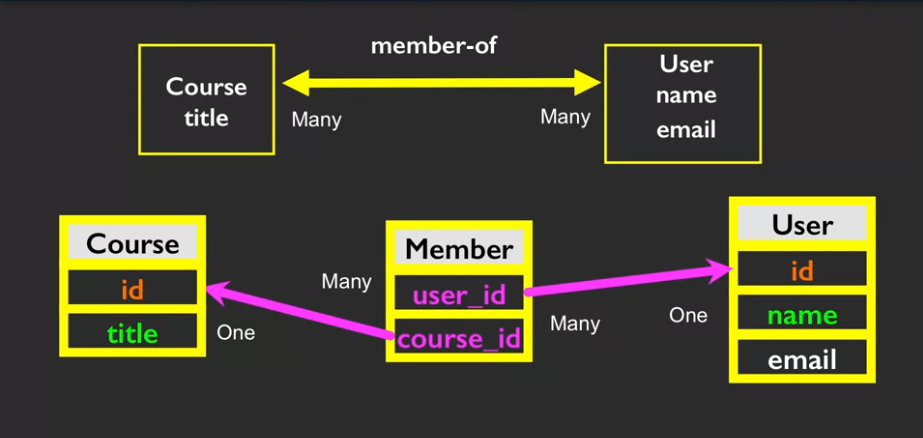 member-of
Course
title
Many
Many
User
name
email
Course
id
title
One
Many
Member
user_id
course_id
Many
One
User
id
name
email